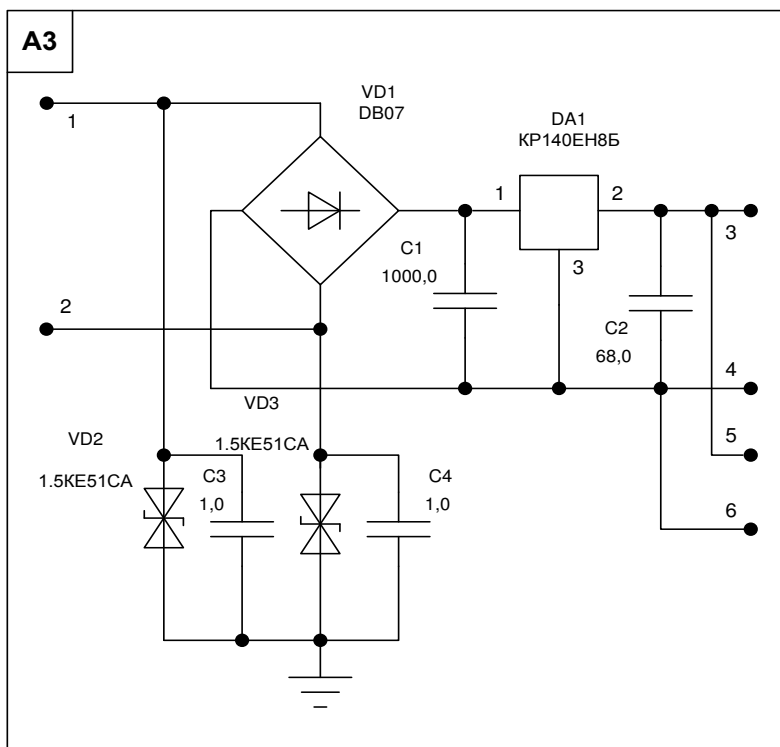 A3
VD1
DB07
DA1
КР140ЕН8Б
1
1
2
3
C1
1000,0
3
2
C2
68,0
4
VD3
VD2
1.5KE51CA
5
1.5KE51CA
C3
1,0
C4
1,0
6